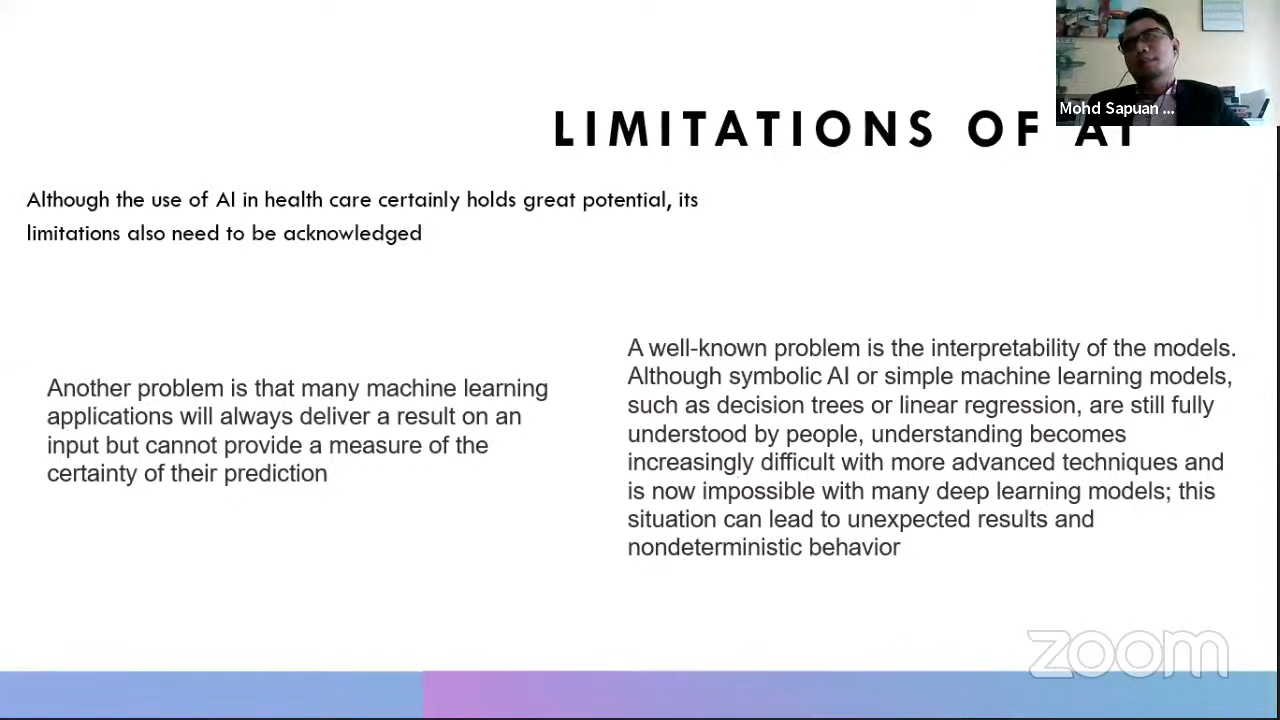 Mohd Sapuan ...
LIMITATIONS OF AI
Although the use of AI in health care certainly holds great potential, its
limitations also need to be acknowledged
Another problem is that many machine learning
applications will always deliver a result on an
input but cannot provide a measure of the
certainty of their prediction
A well-known problem is the interpretability of the models.
Although symbolic AI or simple machine learning models,
such as decision trees or linear regression, are still fully
understood by people, understanding becomes
increasingly difficult with more advanced techniques and
is now impossible with many deep learning models; this
situation can lead to unexpected results and
nondeterministic behavior
zoom